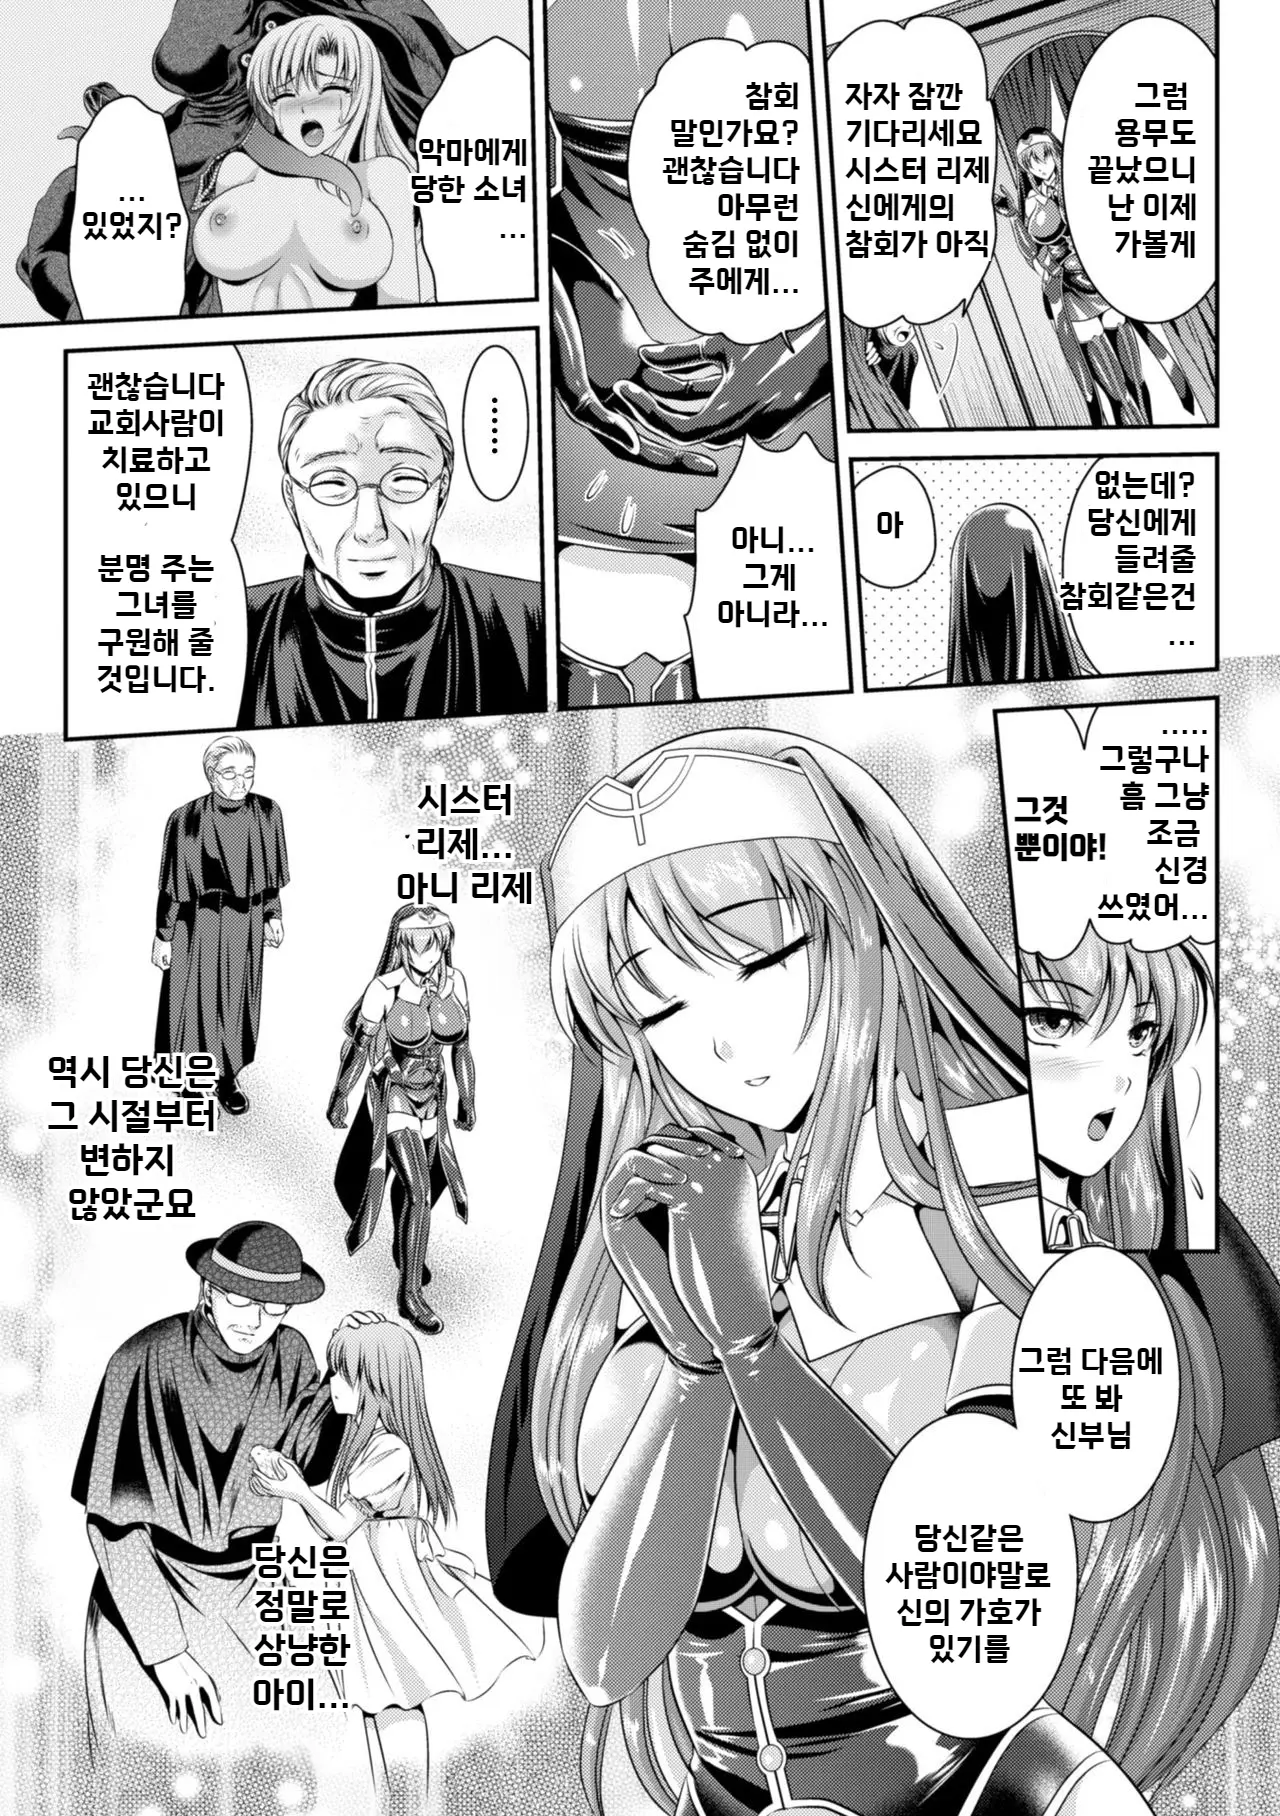 그럼
용무도
끝났으니
난 이제
가볼게
자자 잠깐
기다리세요
시스터 리제
신에게의
참회가 아직
없는데?
당신에게
들려줄
참회같은건
...
아
참회
말인가요?
괜찮습니다
아무런
숨김 없이
주에게...
아니...
그게
아니라...
악마에게
당한 소녀
...
...
있었지?
......
괜찮습니다
교회사람이
치료하고
있으니
분명 주는
그녀를
구원해 줄
것입니다.
.....
그렇구나
흠 그냥
조금
신경
쓰였어...
그것
뿐이야!
그럼 다음에
또 봐
신부님
당신같은
사람이야말로
신의 가호가
있기를
시스터
리제...
아니 리제
역시 당신은
그 시절부터
변하지
않았군요
당신은
정말로
상냥한
아이...